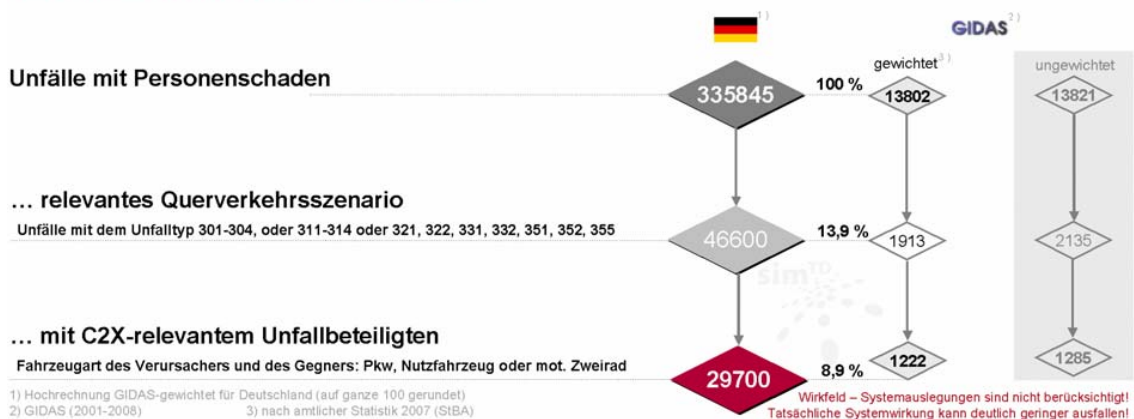 1)
GIDAS 2)
Unfälle mit Personenschaden
335845
100 %
gewichtet 3)
13802
ungewichtet
13821
... relevantes Querverkehrsszenario
Unfälle mit dem Unfalltyp 301-304, oder 311-314 oder 321, 322, 331, 332, 351, 352, 355
46600
13,9 %
1913
2135
simTD
... mit C2X-relevantem Unfallbeteiligten
Fahrzeugart des Verursachers und des Gegners: Pkw, Nutzfahrzeug oder mot. Zweirad
29700
8,9 %
1222
1285
1) Hochrechnung GIDAS-gewichtet für Deutschland (auf ganze 100 gerundet)
2) GIDAS (2001-2008) 3) nach amtlicher Statistik 2007 (StBA)
Wirkfeld – Systemauslegungen sind nicht berücksichtigt!
Tatsächliche Systemwirkung kann deutlich geringer ausfallen!